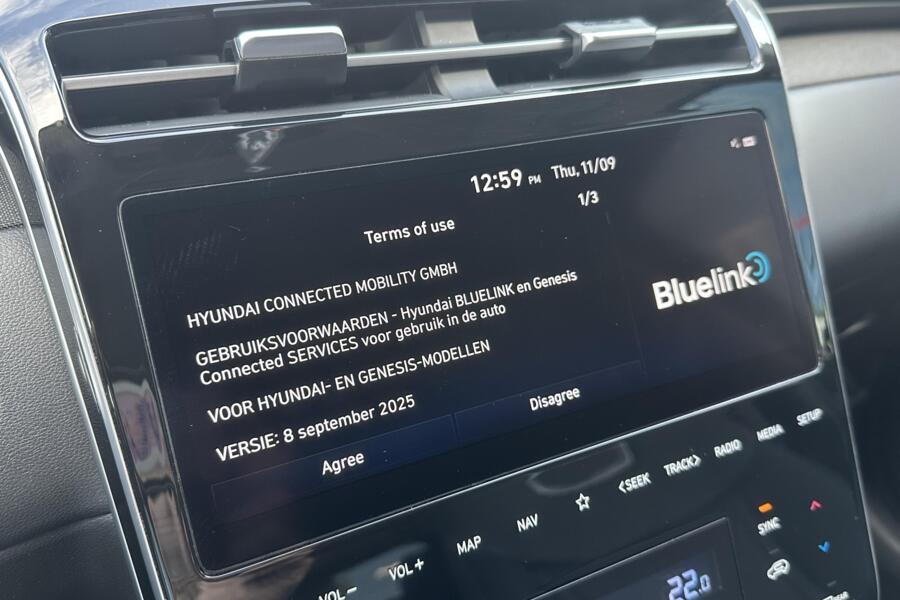 12:59 PM Thu, 11/09
1/3
Terms of use
HYUNDAI CONNECTED MOBILITY GMBH
GEBRUIKSVOORWAARDEN - Hyundai BLUELINK en Genesis
Connected SERVICES voor gebruik in de auto
VOOR HYUNDAI- EN GENESIS-MODELLEN
VERSIE: 8 september 2025
Agree
Disagree
Bluelink
VOL− VOL+ MAP NAV ☆ <SEEK TRACK> RADIO MEDIA SETUP
SYNC
22.0
REAR